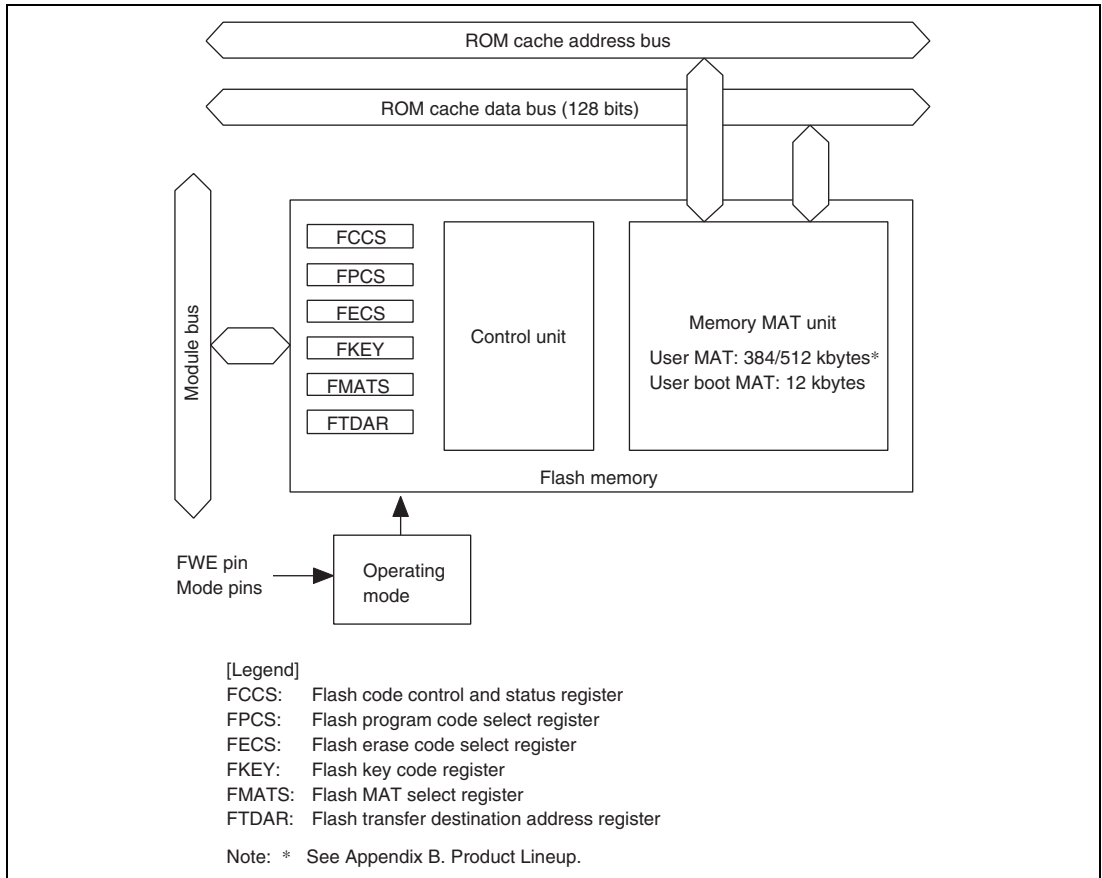 ROM cache address bus
ROM cache data bus (128 bits)
Module bus
FCCS
FPCS
FECS
FKEY
FMATS
FTDAR
Control unit
Memory MAT unit
User MAT: 384/512 kbytes*
User boot MAT: 12 kbytes
Flash memory
FWE pin
Mode pins
Operating
mode
[Legend]
FCCS: Flash code control and status register
FPCS: Flash program code select register
FECS: Flash erase code select register
FKEY: Flash key code register
FMATS: Flash MAT select register
FTDAR: Flash transfer destination address register
Note: * See Appendix B. Product Lineup.